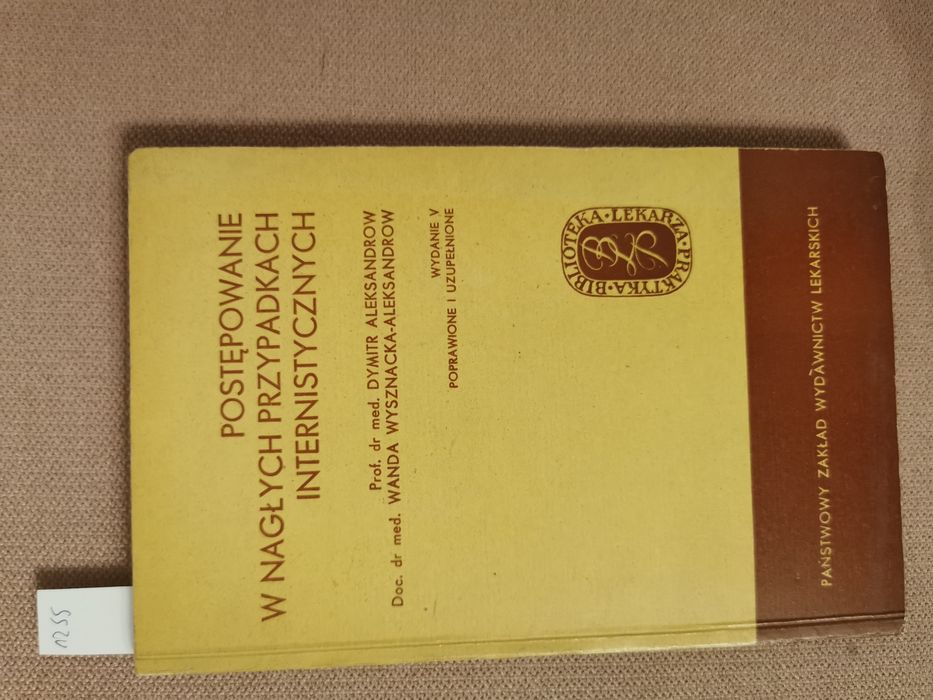 POSTĘPOWANIE
W NAGŁYCH PRZYPADKACH
INTERNISTYCZNYCH
Prof. dr med. DYMITR ALEKSANDROW
Doc. dr med. WANDA WYSZNACKA-ALEKSANDROW
WYDANIE V
POPRAWIONE I UZUPEŁNIONE
BIBLIOTEKA · LEKARZA · PRAKTYKA ·
PAŃSTWOWY ZAKŁAD WYDAWNICTW LEKARSKICH
1255